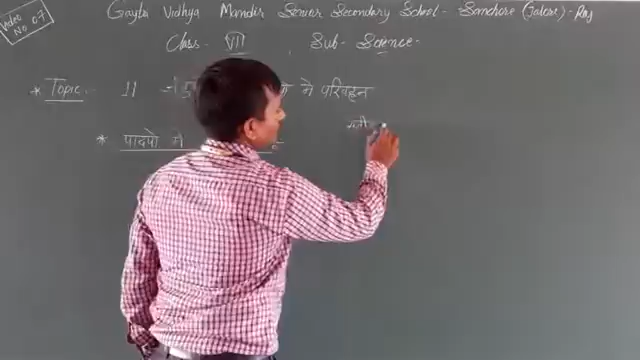 Video No 07
Gayta Vidhya Mandir Senior Secondary School - Sanchore (Jalore) - Raj
Class - VII , Sub - Science -
* Topic 11 में परिवहन
* पादपो में